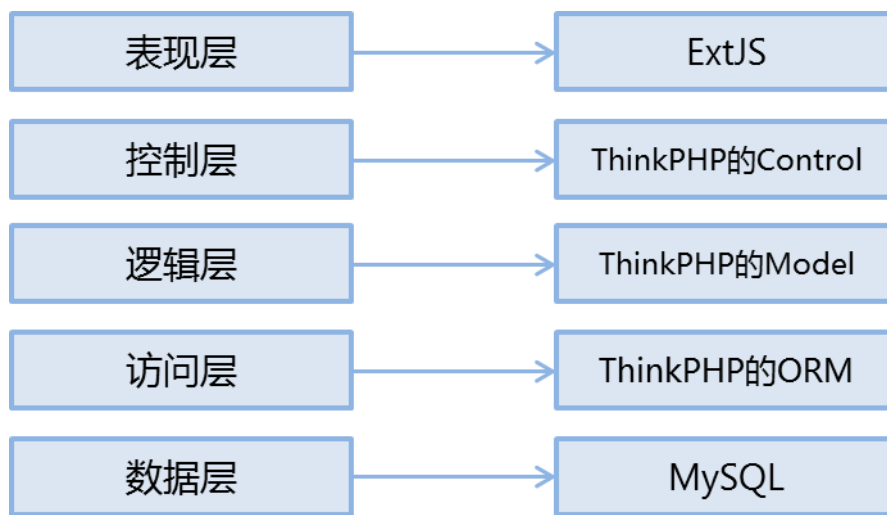 表现层
ExtJS
控制层
ThinkPHP的Control
逻辑层
ThinkPHP的Model
访问层
ThinkPHP的ORM
数据层
MySQL